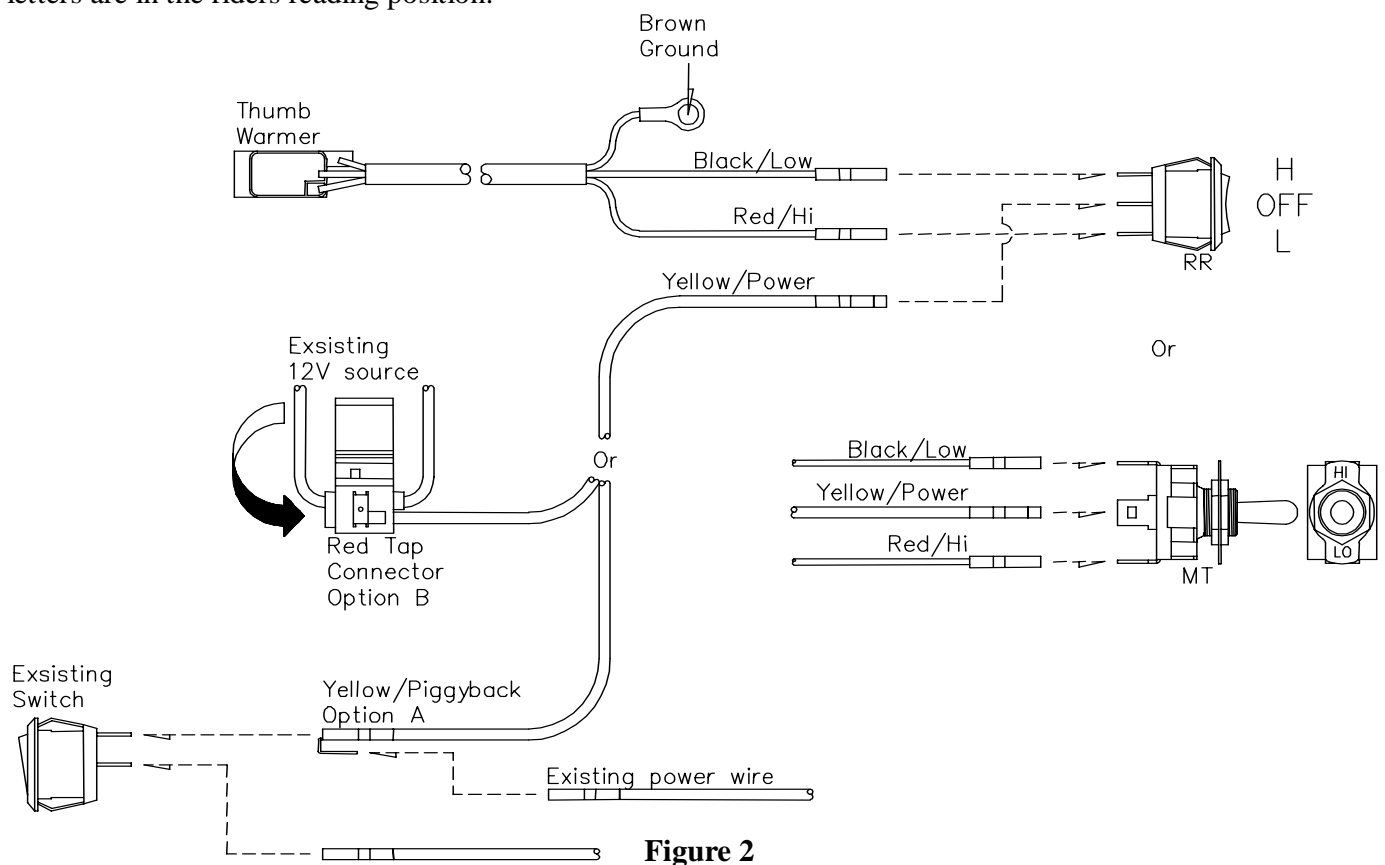 letters are in the riders reading position.
Brown
Ground
Thumb
Warmer
Black/Low
H
OFF
Red/Hi
L
RR
Yellow/Power
Exsisting
12V source
Or
Or
Black/Low
HI
Yellow/Power
Red/Hi
LO
MT
Red Tap
Connector
Option B
Exsisting
Switch
Yellow/Piggyback
Option A
Existing power wire
Figure 2